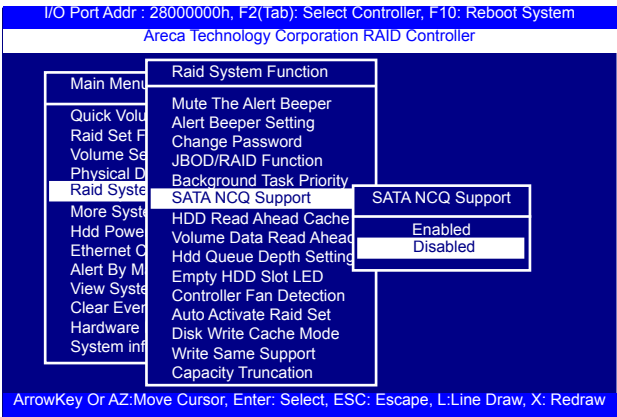 I/O Port Addr : 28000000h, F2(Tab): Select Controller, F10: Reboot System
Areca Technology Corporation RAID Controller
Main Menu
Quick Volu
Raid Set F
Volume Se
Physical D
Raid Syste
More Syste
Hdd Powe
Ethernet C
Alert By M
View Syste
Clear Even
Hardware
System inf
Raid System Function
Mute The Alert Beeper
Alert Beeper Setting
Change Password
JBOD/RAID Function
Background Task Priority
SATA NCQ Support
HDD Read Ahead Cache
Volume Data Read Ahead
Hdd Queue Depth Setting
Empty HDD Slot LED
Controller Fan Detection
Auto Activate Raid Set
Disk Write Cache Mode
Write Same Support
Capacity Truncation
SATA NCQ Support
Enabled
Disabled
ArrowKey Or AZ:Move Cursor, Enter: Select, ESC: Escape, L:Line Draw, X: Redraw